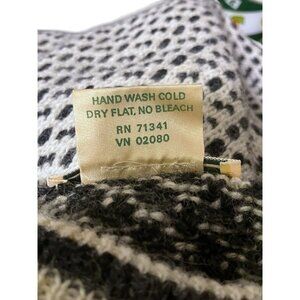 HAND WASH COLD
DRY FLAT, NO BLEACH
RN 71341
VN 02080